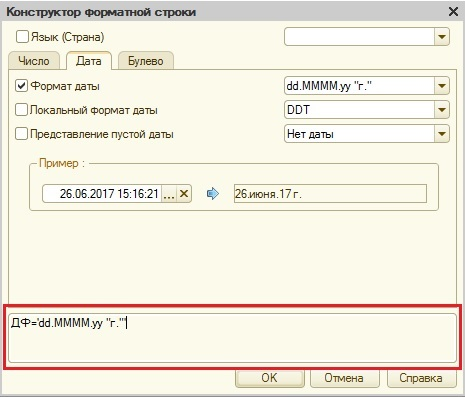 Конструктор форматной строки
Язык (Страна)
Число Дата Булево
Формат даты dd.MMMM.yy "г."
Локальный формат даты DDT
Представление пустой даты Нет даты
Пример :
26.06.2017 15:16:21 ... 26.июня.17 г.
ДФ='dd.MMMM.yy "г."'
OK Отмена Справка